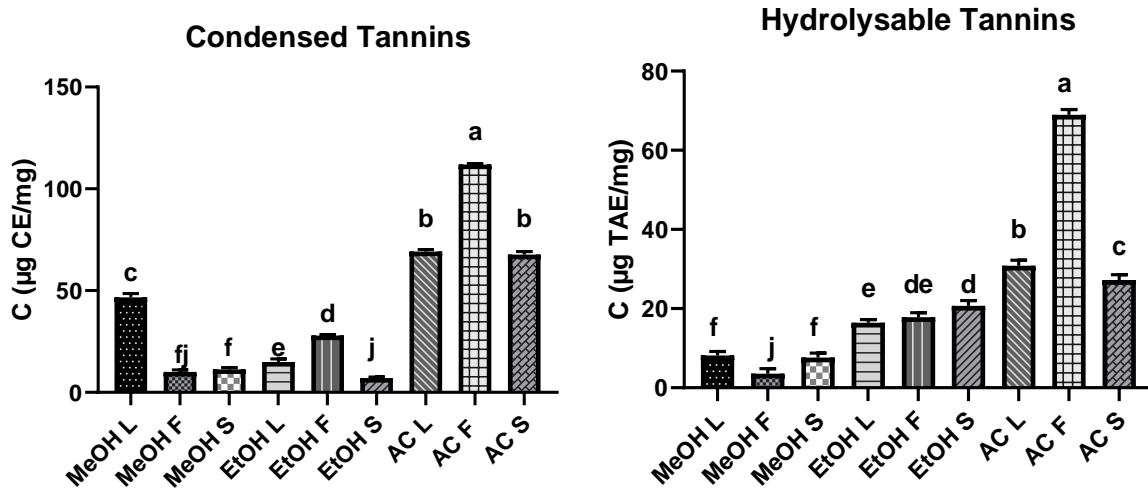 Condensed Tannins
C (µg CE/mg)
150
100
50
0
c
fj
f
e
d
j
b
a
b
MeOH L
MeOH F
MeOH S
EtOH L
EtOH F
EtOH S
AC L
AC F
AC S
Hydrolysable Tannins
C (µg TAE/mg)
80
60
40
20
0
f
j
f
e
de
d
b
a
c
MeOH L
MeOH F
MeOH S
EtOH L
EtOH F
EtOH S
AC L
AC F
AC S